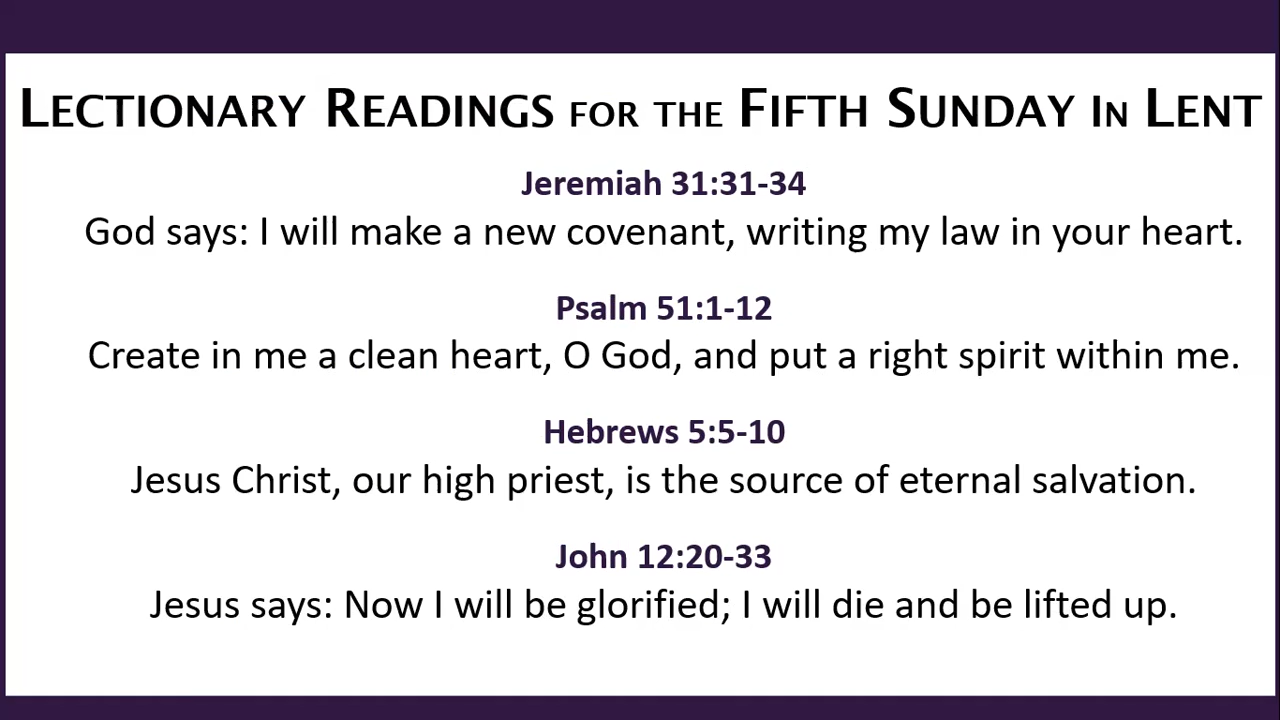 Lectionary Readings for the Fifth Sunday in Lent
Jeremiah 31:31-34
God says: I will make a new covenant, writing my law in your heart.
Psalm 51:1-12
Create in me a clean heart, O God, and put a right spirit within me.
Hebrews 5:5-10
Jesus Christ, our high priest, is the source of eternal salvation.
John 12:20-33
Jesus says: Now I will be glorified; I will die and be lifted up.